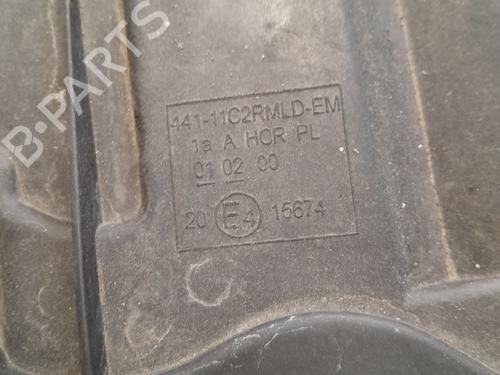 B-PARTS
441-11C2RMLD-EM
1a A HCR PL
01 02 00
20 E4 15674